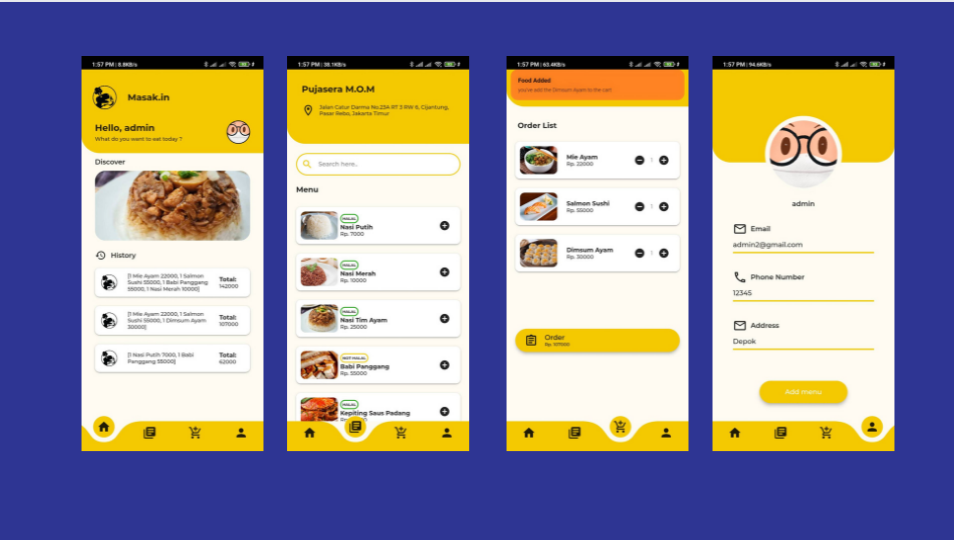 1:57 PM | 8.8KB/s
Masak.in
Hello, admin
What do you want to eat today ?
Discover
History
[1 Mie Ayam 22000, 1 Salmon
Sushi 55000, 1 Babi Panggang
55000, 1 Nasi Merah 10000]
Total:
142000
[1 Mie Ayam 22000, 1 Salmon
Sushi 55000, 1 Dimsum Ayam
30000]
Total:
107000
[1 Nasi Putih 7000, 1 Babi
Panggang 55000]
Total:
62000
1:57 PM | 38.1KB/s
Pujasera M.O.M
Jalan Catur Darma No.25A RT 3 RW 6, Cijantung,
Pasar Rebo, Jakarta Timur
Search here..
Menu
HALAL
Nasi Putih
Rp. 7000
HALAL
Nasi Merah
Rp. 10000
HALAL
Nasi Tim Ayam
Rp. 25000
NOT HALAL
Babi Panggang
Rp. 55000
HALAL
Kepiting Saus Padang
1:57 PM | 63.4KB/s
Food Added
you've add the Dimsum Ayam to the cart
Order List
Mie Ayam
Rp. 22000
1
Salmon Sushi
Rp. 55000
1
Dimsum Ayam
Rp. 30000
1
Order
Rp. 107000
1:57 PM | 94.6KB/s
admin
Email
admin2@gmail.com
Phone Number
12345
Address
Depok
Add menu